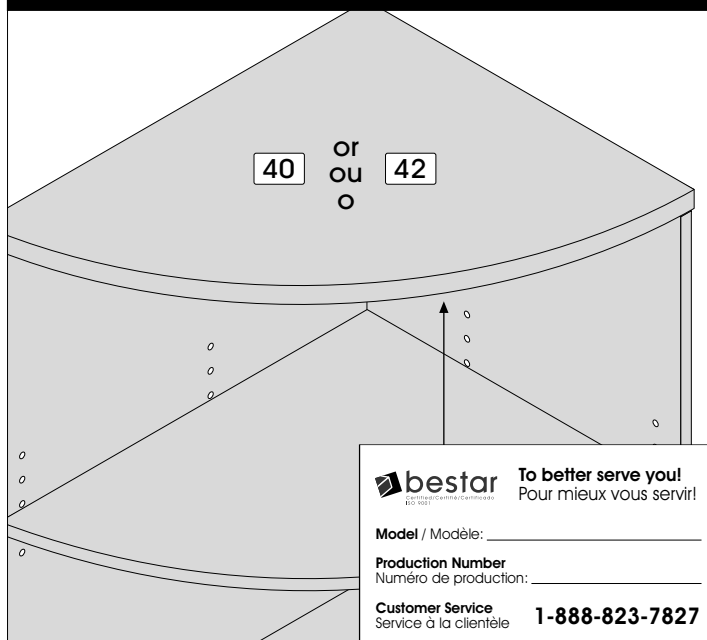 40 or 42
ou
o
bestar
Certified/Certifié/Certificado
ISO 9001
To better serve you!
Pour mieux vous servir!
Model / Modèle:
Production Number
Numéro de production:
Customer Service
Service à la clientèle
1-888-823-7827